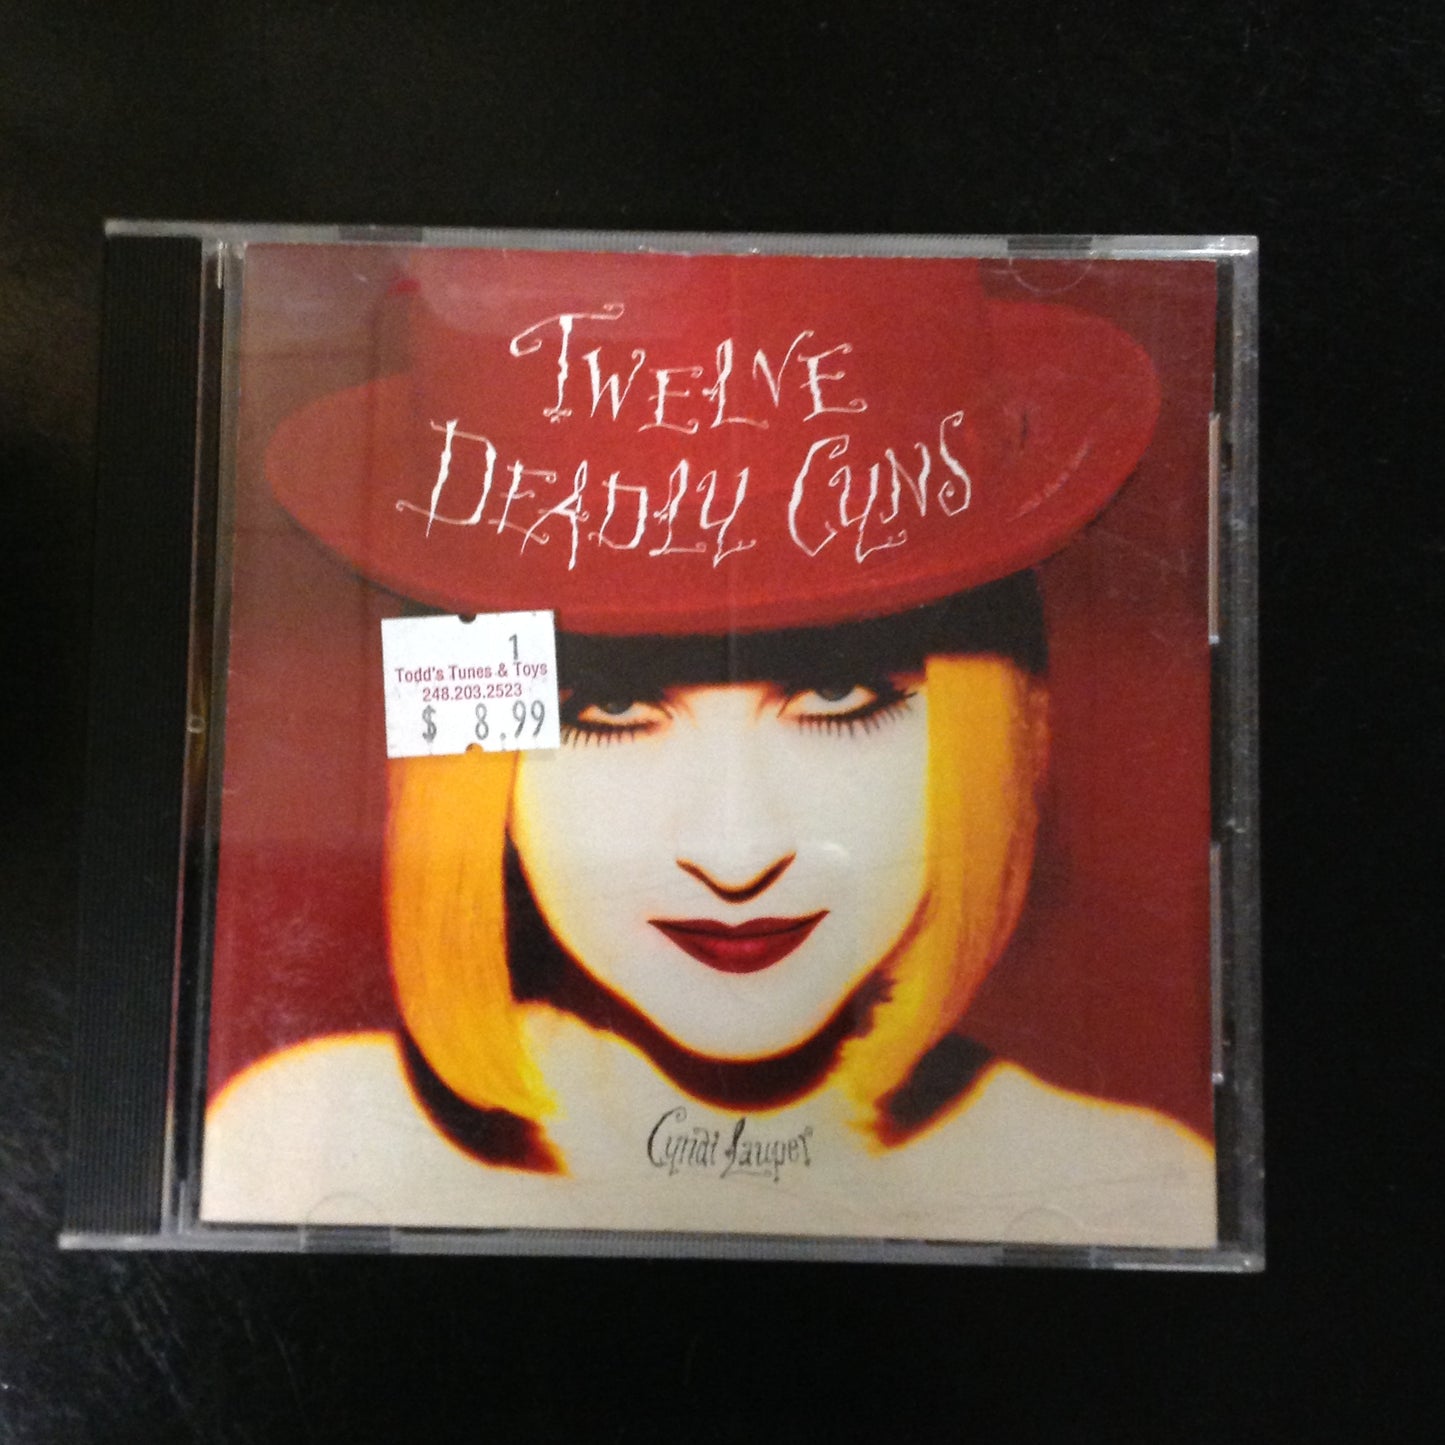 TWELVE
DEADLY CYNS
1
Todd's Tunes & Toys
248.203.2523
$ 8.99
Cyndi Lauper